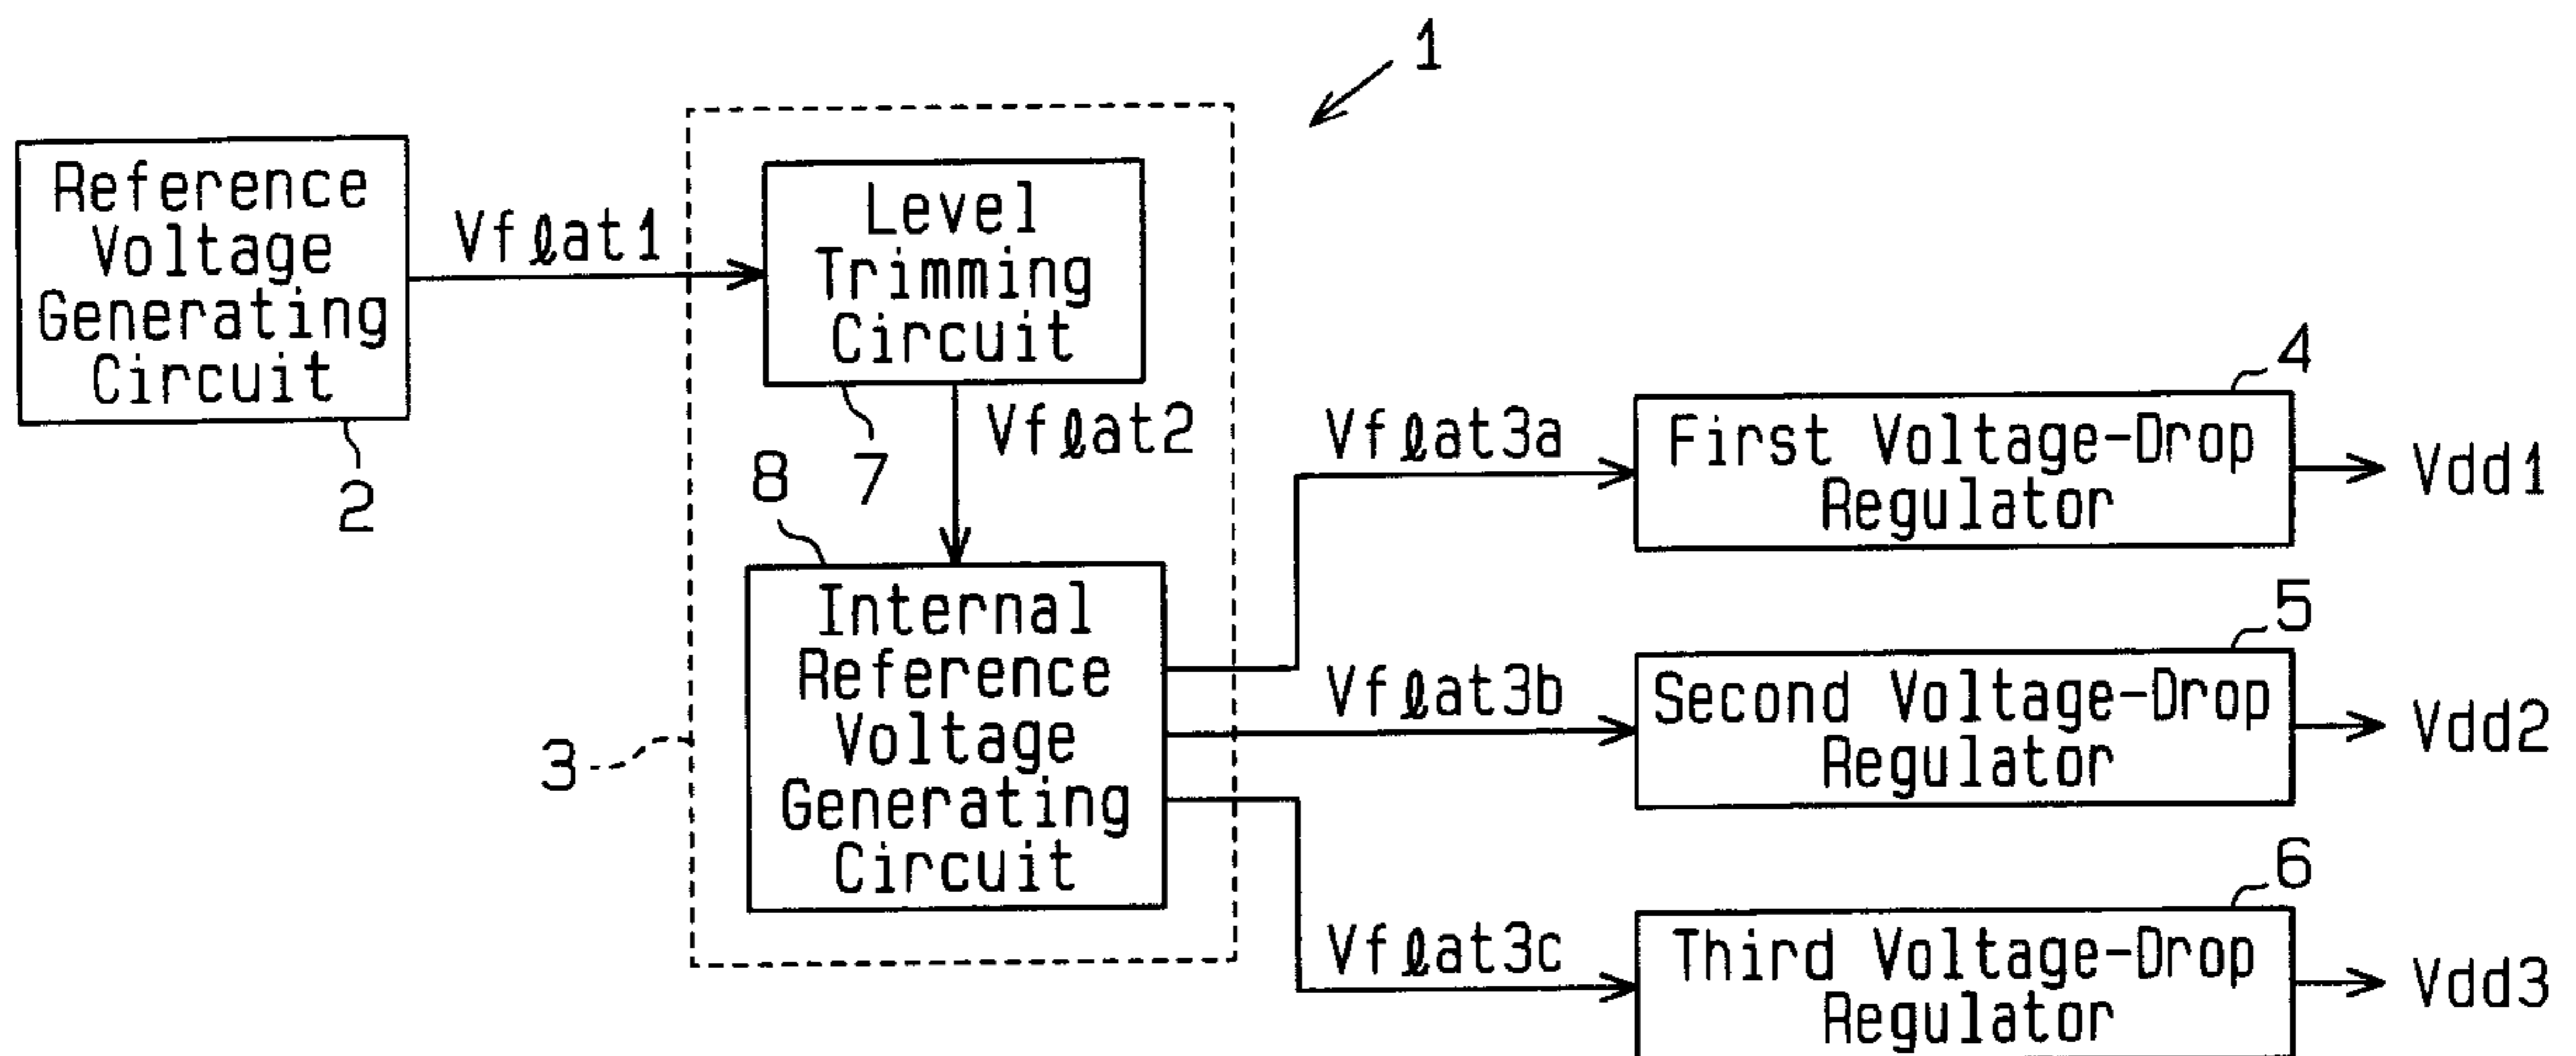 1
Reference
Voltage
Generating
Circuit
2
Vflat1
Level
Trimming
Circuit
7
Vflat2
8
Internal
Reference
Voltage
Generating
Circuit
3
Vflat3a
First Voltage-Drop
Regulator
4
Vdd1
Vflat3b
Second Voltage-Drop
Regulator
5
Vdd2
Vflat3c
Third Voltage-Drop
Regulator
6
Vdd3